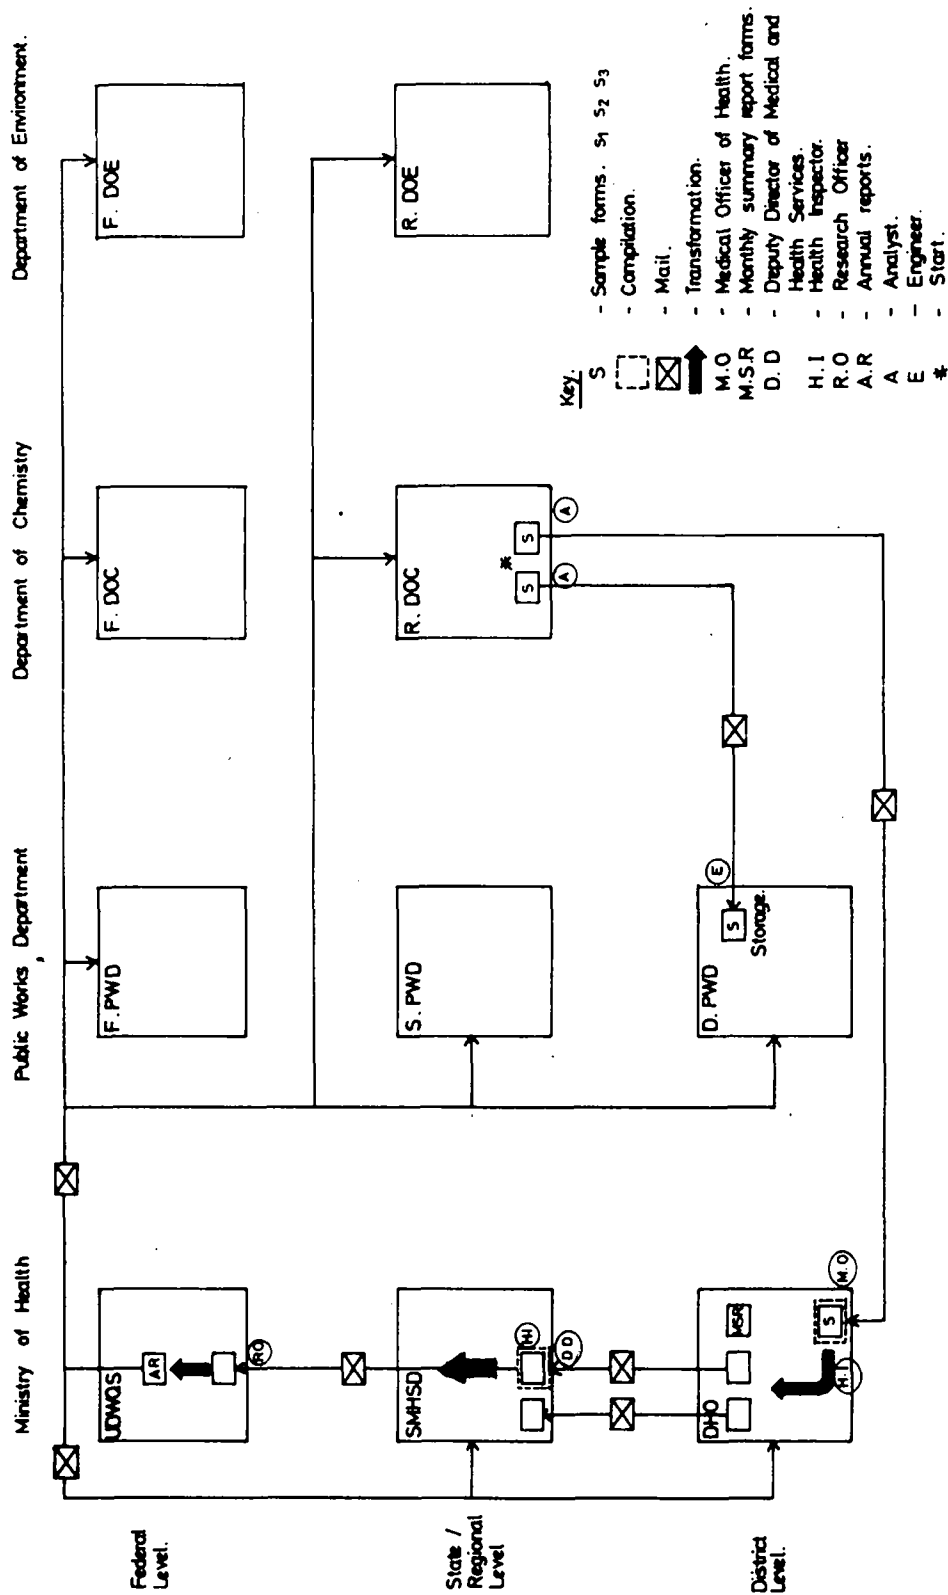 Ministry of Health
Public Works Department
Department of Chemistry
Department of Environment.
Federal Level.
UDWQS
AR
RO
F. PWD
F. DOC
F. DOE
State / Regional Level
SMHSD
H.I
D D
S. PWD
R. DOC
S
*
S
A
A
R. DOE
District Level.
DHO
MSR
S
H.I
M.O
D. PWD
S
Storage.
E
Key.
S - Sample forms. S1 S2 S3
- Compilation.
- Mail.
- Transformation.
M.O - Medical Officer of Health.
M.S.R - Monthly summary report forms.
D. D - Deputy Director of Medical and
Health Services.
H. I - Health Inspector.
R. O - Research Officer
A. R - Annual reports.
A - Analyst.
E - Engineer.
* - Start.